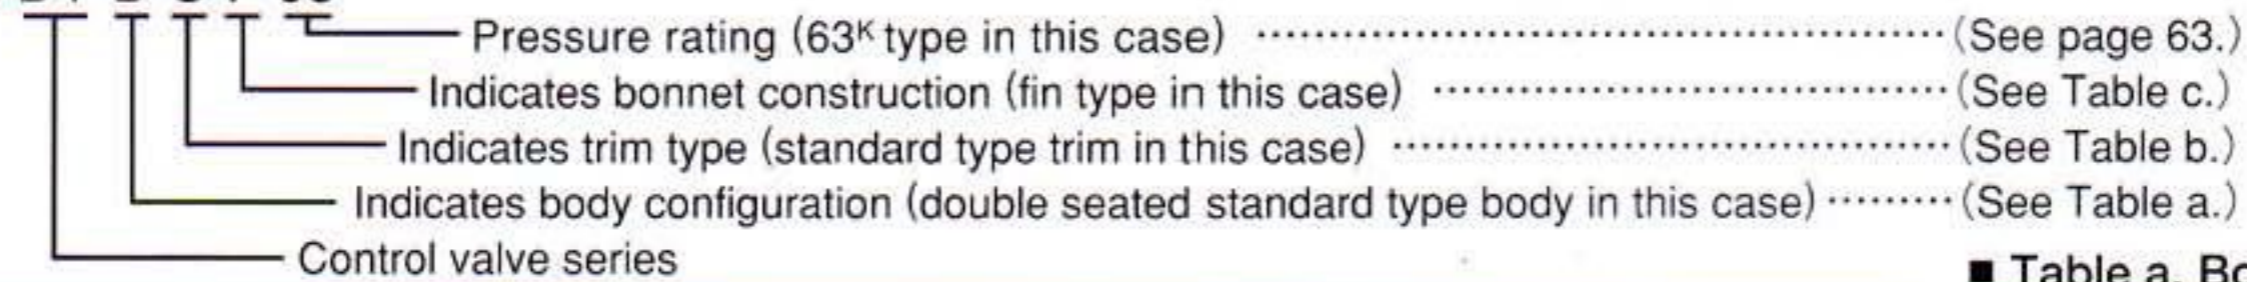 Pressure rating (63K type in this case) ················································(See page 63.)
Indicates bonnet construction (fin type in this case) ····································(See Table c.)
Indicates trim type (standard type trim in this case) ·······································(See Table b.)
Indicates body configuration (double seated standard type body in this case) ·········(See Table a.)
Control valve series
■ Table a.